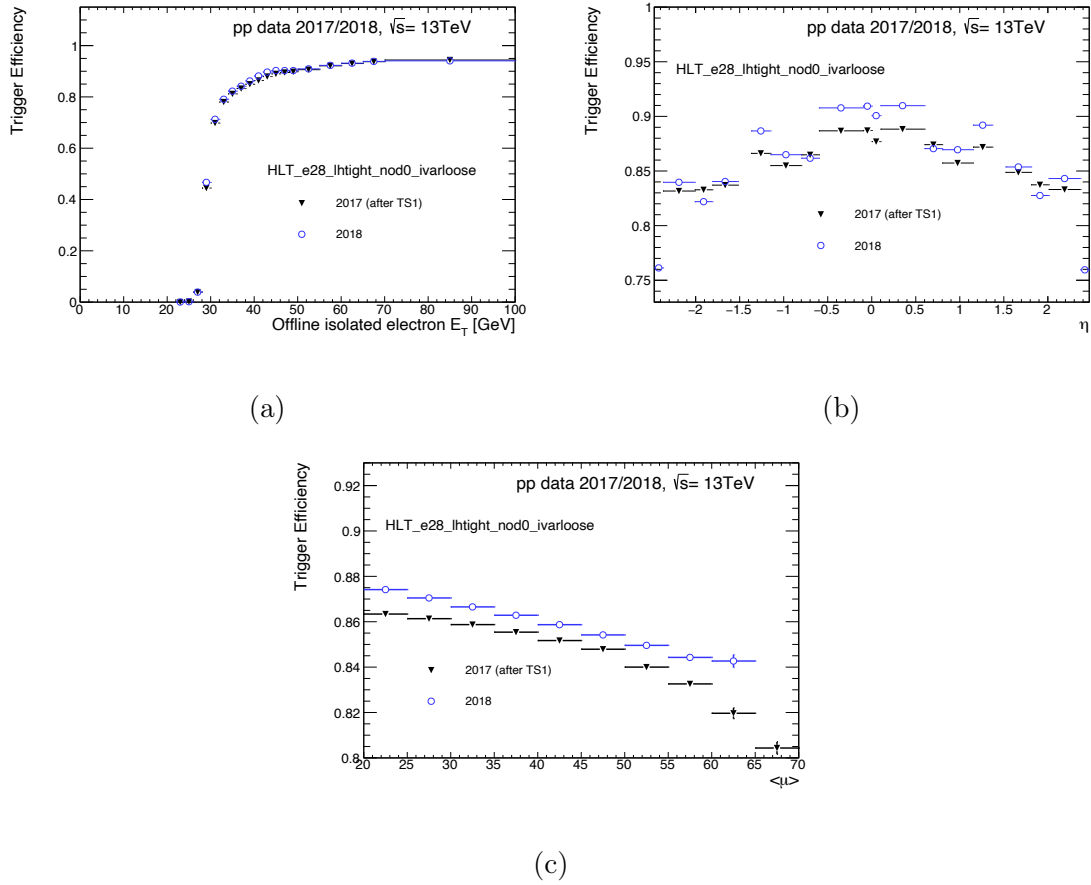 Trigger Efficiency
pp data 2017/2018, √s= 13TeV
HLT_e28_lhtight_nod0_ivarloose
2017 (after TS1)
2018
0
0.2
0.4
0.6
0.8
1
0 10 20 30 40 50 60 70 80 90 100
Offline isolated electron E_T [GeV]
(a)
Trigger Efficiency
pp data 2017/2018, √s= 13TeV
HLT_e28_lhtight_nod0_ivarloose
2017 (after TS1)
2018
1
0.95
0.9
0.85
0.8
0.75
−2 −1.5 −1 −0.5 0 0.5 1 1.5 2
η
(b)
Trigger Efficiency
pp data 2017/2018, √s= 13TeV
HLT_e28_lhtight_nod0_ivarloose
2017 (after TS1)
2018
0.92
0.9
0.88
0.86
0.84
0.82
0.8
20 25 30 35 40 45 50 55 60 65 70
<μ>
(c)